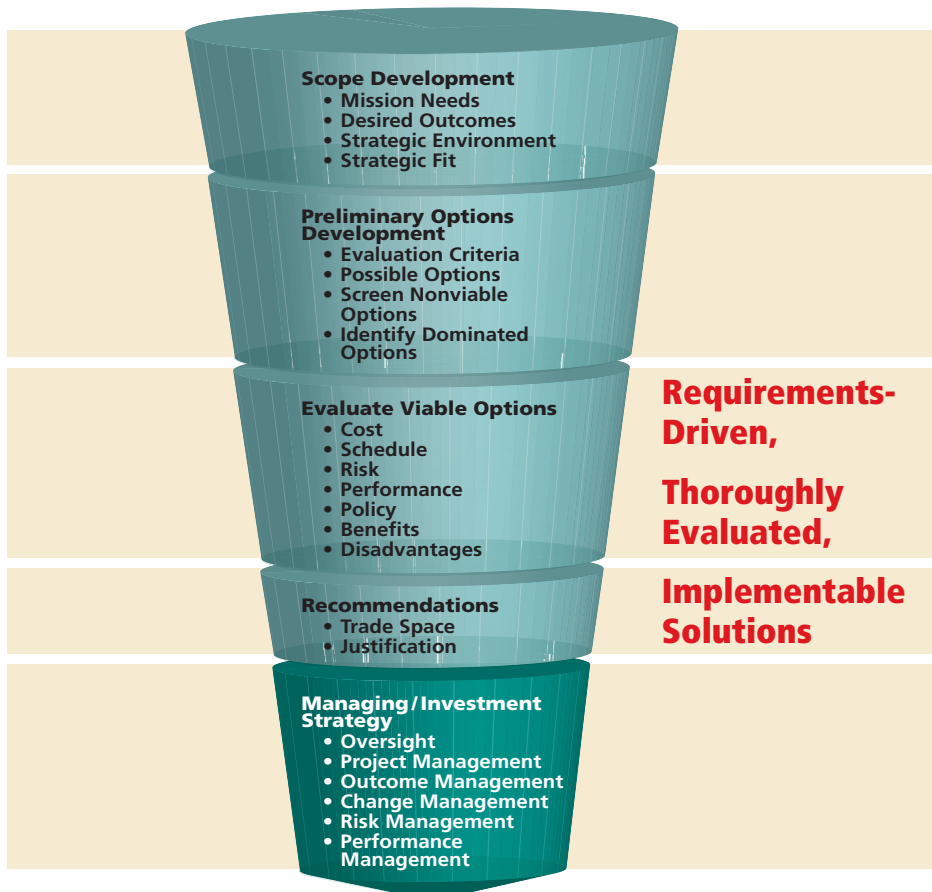 Scope Development
• Mission Needs
• Desired Outcomes
• Strategic Environment
• Strategic Fit
Preliminary Options
Development
• Evaluation Criteria
• Possible Options
• Screen Nonviable
Options
• Identify Dominated
Options
Evaluate Viable Options
• Cost
• Schedule
• Risk
• Performance
• Policy
• Benefits
• Disadvantages
Requirements-
Driven,
Thoroughly
Evaluated,
Implementable
Solutions
Recommendations
• Trade Space
• Justification
Managing/Investment
Strategy
• Oversight
• Project Management
• Outcome Management
• Change Management
• Risk Management
• Performance
Management